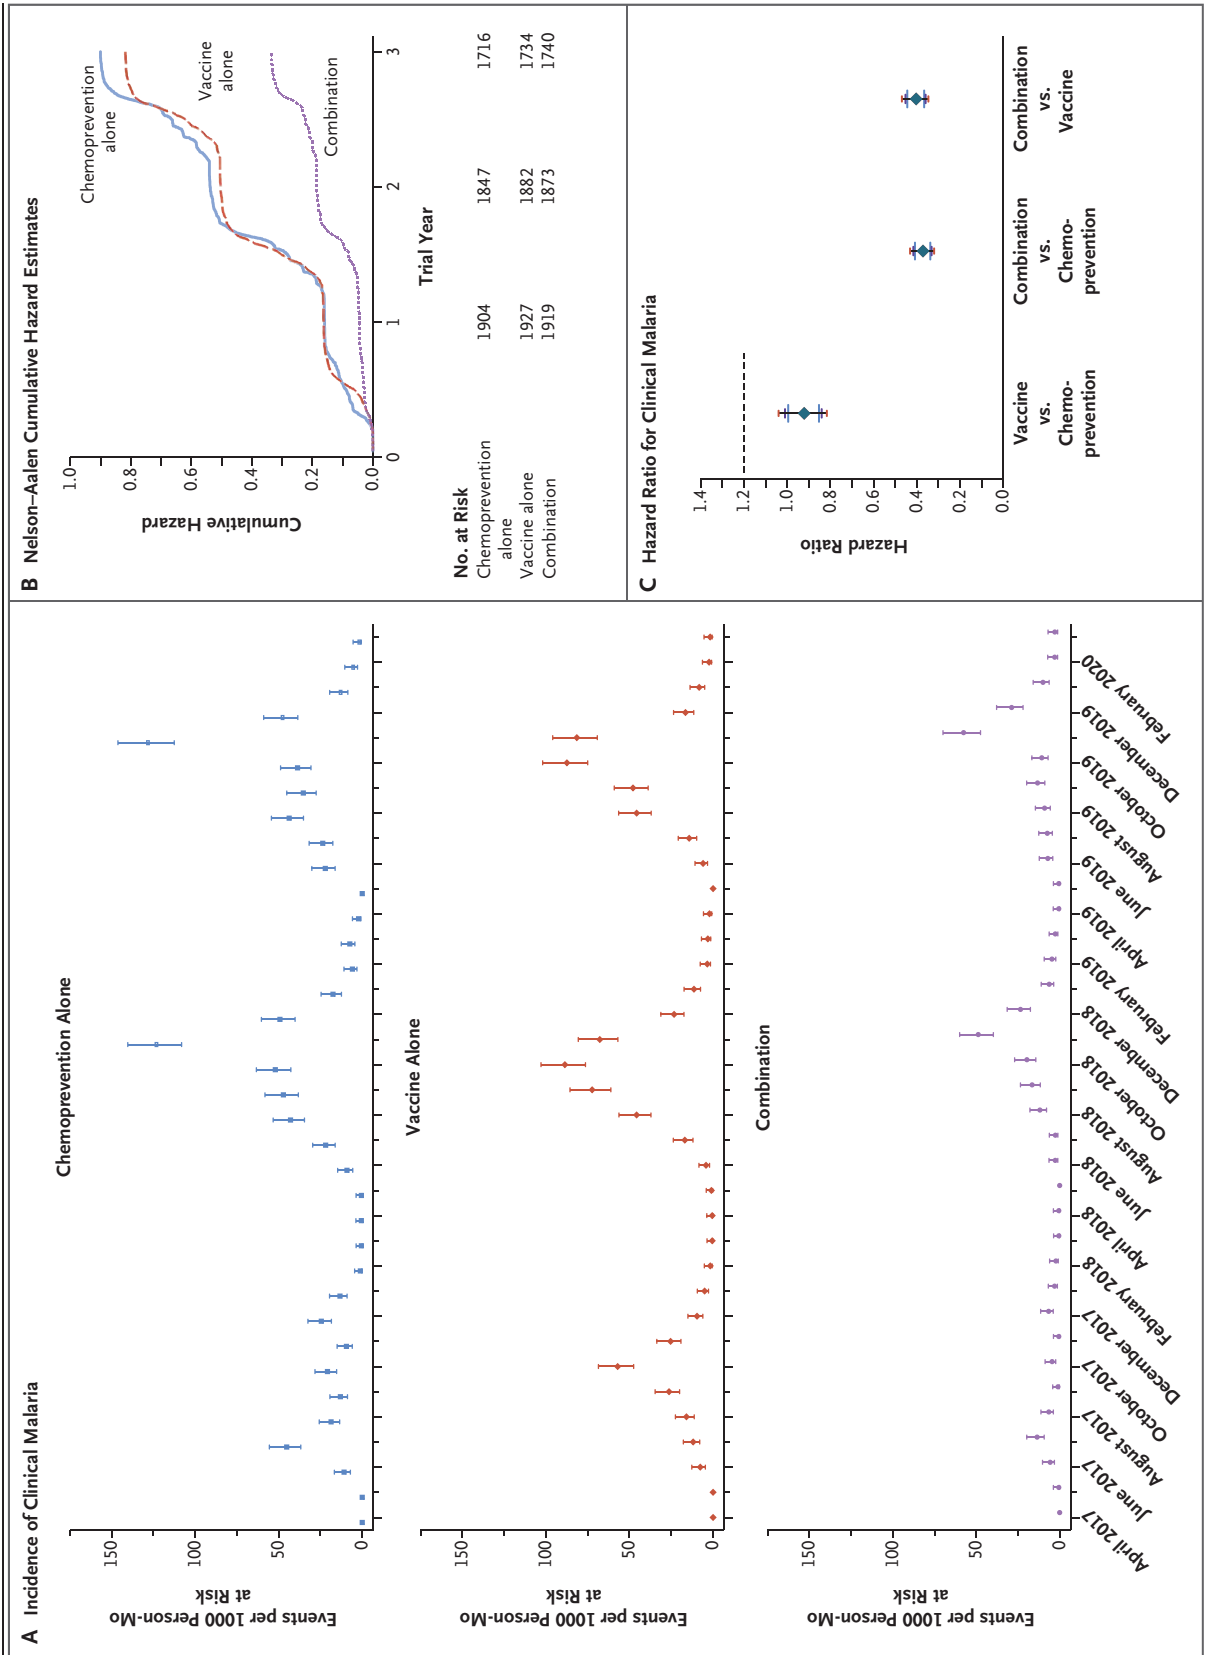 A Incidence of Clinical Malaria
Chemoprevention Alone
Events per 1000 Person-Mo
at Risk
150
100
50
0
Vaccine Alone
Events per 1000 Person-Mo
at Risk
150
100
50
0
Combination
Events per 1000 Person-Mo
at Risk
150
100
50
0
April 2017
June 2017
August 2017
October 2017
December 2017
February 2018
April 2018
June 2018
August 2018
October 2018
December 2018
February 2019
April 2019
June 2019
August 2019
October 2019
December 2019
February 2020
B Nelson–Aalen Cumulative Hazard Estimates
Cumulative Hazard
1.0
0.8
0.6
0.4
0.2
0.0
Chemoprevention
alone
Vaccine
alone
Combination
0
1
2
3
Trial Year
No. at Risk
Chemoprevention
alone
1904
1847
1716
Vaccine alone
1927
1882
1734
Combination
1919
1873
1740
C Hazard Ratio for Clinical Malaria
Hazard Ratio
1.4
1.2
1.0
0.8
0.6
0.4
0.2
0.0
Vaccine
vs.
Chemo-
prevention
Combination
vs.
Chemo-
prevention
Combination
vs.
Vaccine